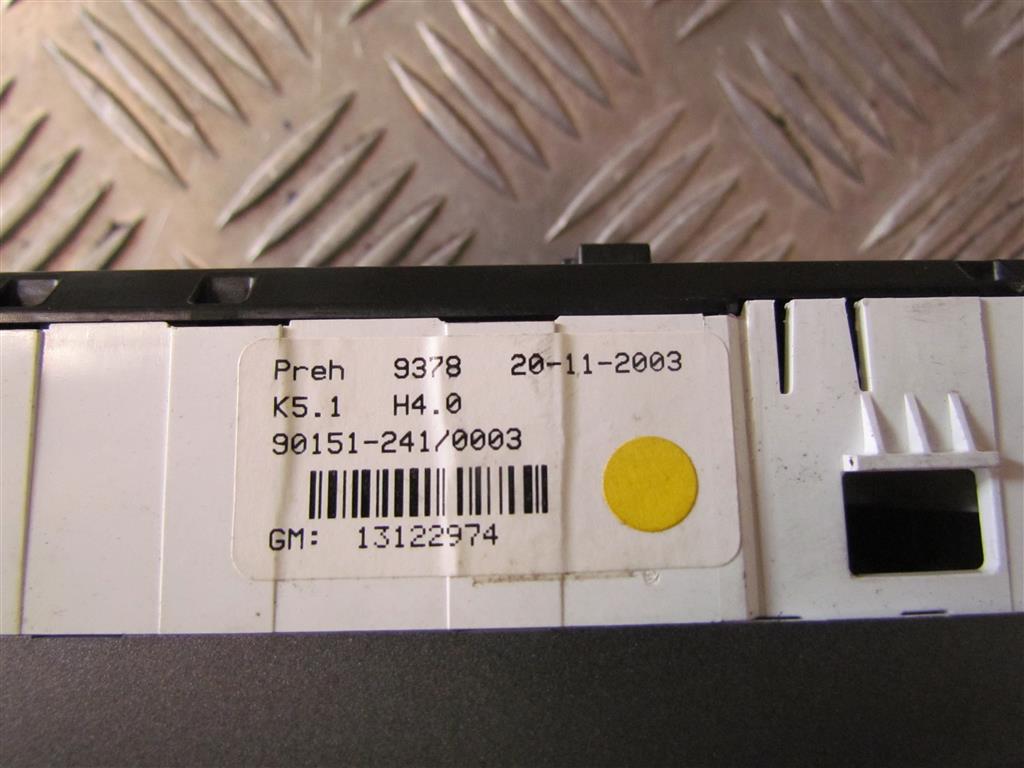 Preh 9378 20-11-2003
K5.1 H4.0
90151-241/0003
GM: 13122974